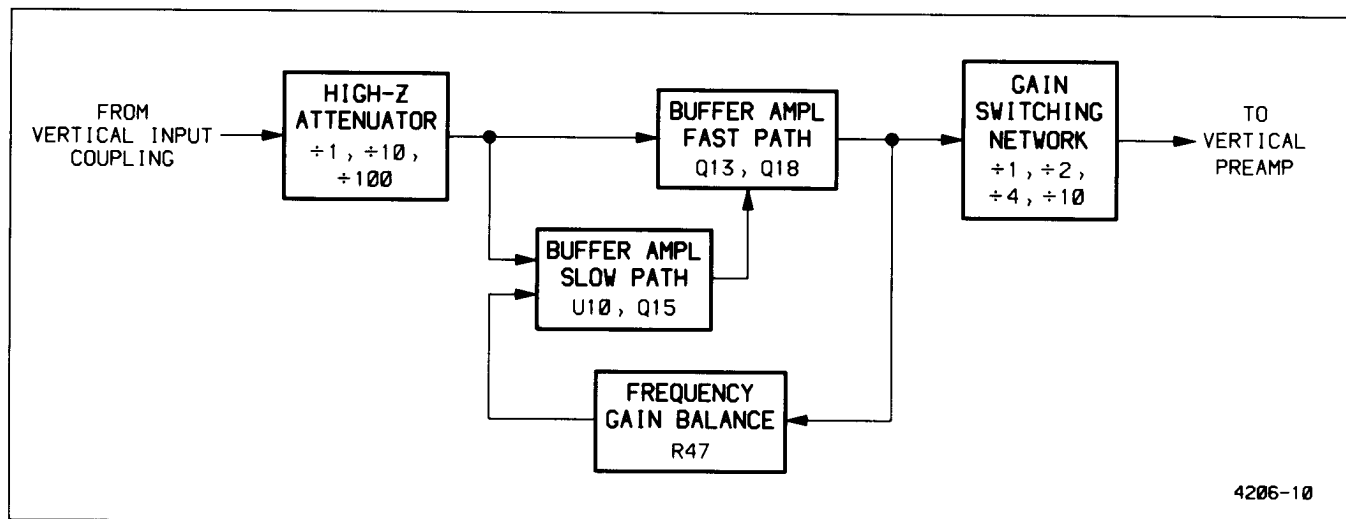 FROM
VERTICAL INPUT
COUPLING
HIGH-Z
ATTENUATOR
÷1, ÷10,
÷100
BUFFER AMPL
FAST PATH
Q13, Q18
GAIN
SWITCHING
NETWORK
÷1, ÷2,
÷4, ÷10
TO
VERTICAL
PREAMP
BUFFER AMPL
SLOW PATH
U10, Q15
FREQUENCY
GAIN BALANCE
R47
4206-10